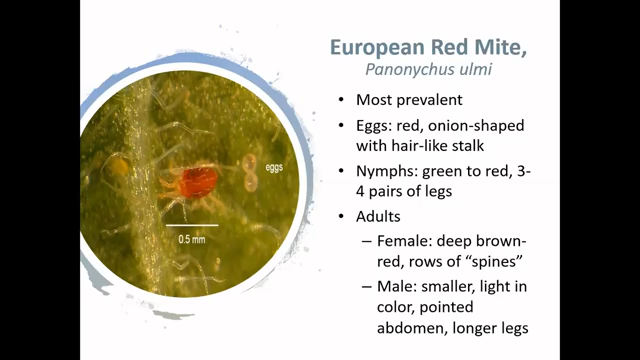 European Red Mite,
Panonychus ulmi
• Most prevalent
• Eggs: red, onion-shaped
with hair-like stalk
• Nymphs: green to red, 3-
4 pairs of legs
• Adults
– Female: deep brown-
red, rows of “spines”
– Male: smaller, light in
color, pointed
abdomen, longer legs
eggs
0.5 mm